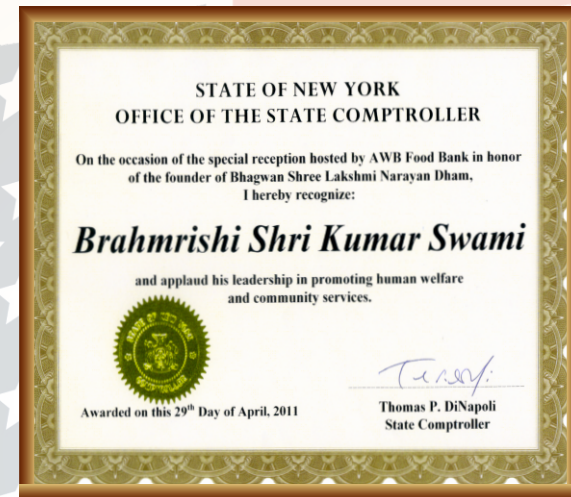 STATE OF NEW YORK
OFFICE OF THE STATE COMPTROLLER
On the occasion of the special reception hosted by AWB Food Bank in honor
of the founder of Bhagwan Shree Lakshmi Narayan Dham,
I hereby recognize:
Brahmrishi Shri Kumar Swami
and applaud his leadership in promoting human welfare
and community services.
Awarded on this 29th Day of April, 2011
Thomas P. DiNapoli
State Comptroller